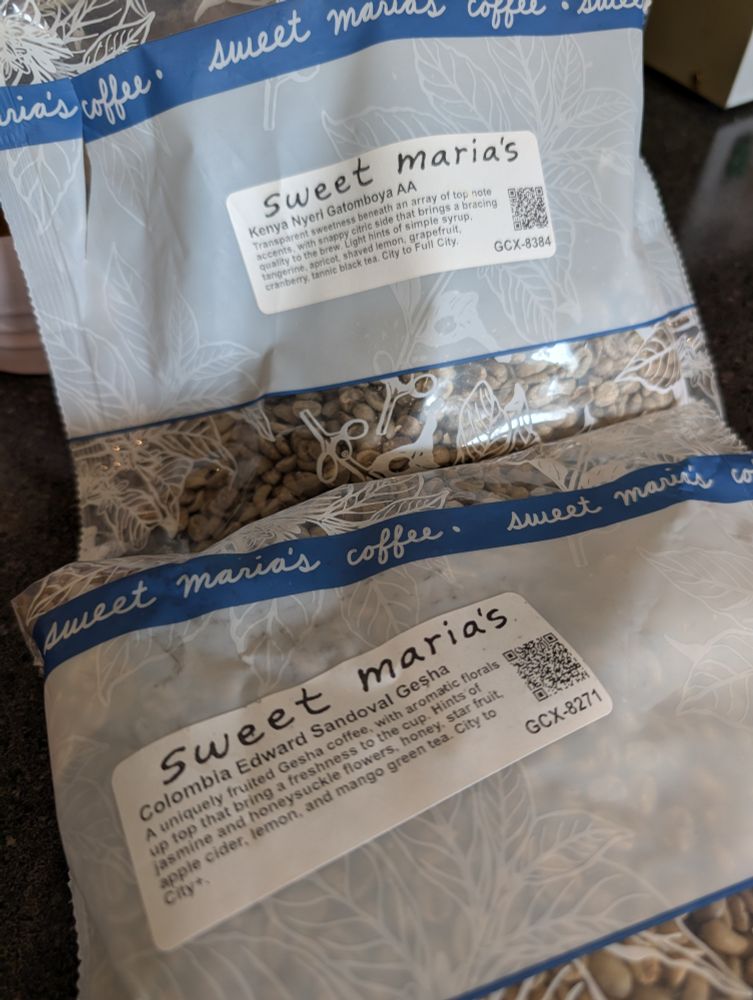 sweet maria's coffee · sweet
maria's coffee ·
sweet maria's
Kenya Nyeri Gatomboya AA
Transparent sweetness beneath an array of top note
accents, with snappy citric side that brings a bracing
quality to the brew. Light hints of simple syrup,
tangerine, apricot, shaved lemon, grapefruit,
cranberry, tannic black tea. City to Full City.
GCX-8384
sweet maria's coffee · sweet maria's co
sweet maria's
Colombia Edward Sandoval Gesha
A uniquely fruited Gesha coffee, with aromatic florals
up top that bring a freshness to the cup. Hints of
jasmine and honeysuckle flowers, honey, star fruit,
apple cider, lemon, and mango green tea. City to
City+.
GCX-8271